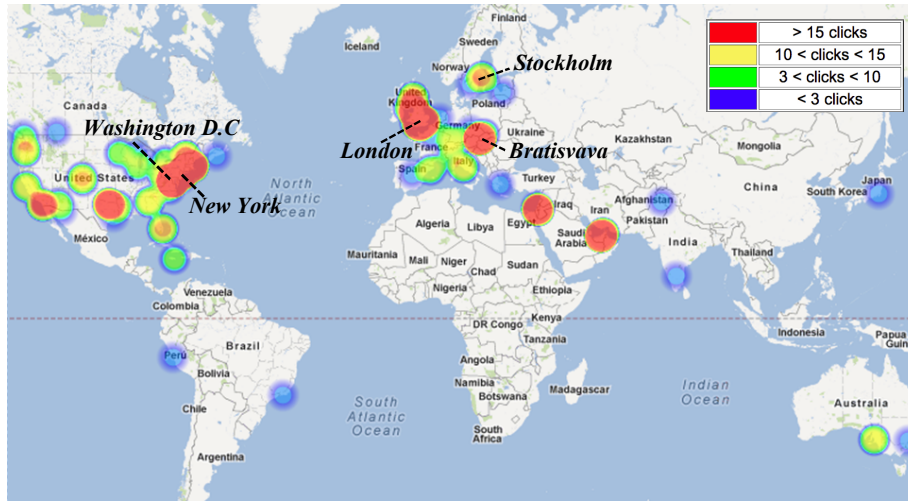 > 15 clicks
10 < clicks < 15
3 < clicks < 10
< 3 clicks
Finland
Iceland
Sweden
Norway
Stockholm
United
Kingdom
Canada
Poland
Washington D.C
Germany
Ukraine
Kazakhstan
London
France
Bratisvava
Mongolia
Italy
United States
North
Atlantic
Ocean
Spain
Turkey
China
South Korea
Japan
New York
Iraq
Iran
Afghanistan
Pakistan
México
Algeria
Libya
Egypt
Saudi
Arabia
India
Mauritania
Mali
Niger
Sudan
Chad
Thailand
Venezuela
Nigeria
Ethiopia
Colombia
Kenya
DR Congo
Indonesia
Papua
Guin
Tanzania
Perú
Brazil
Angola
Bolivia
Namibia
Botswana
Madagascar
Indian
Ocean
Australia
Chile
South
Atlantic
Ocean
South
Africa
Argentina